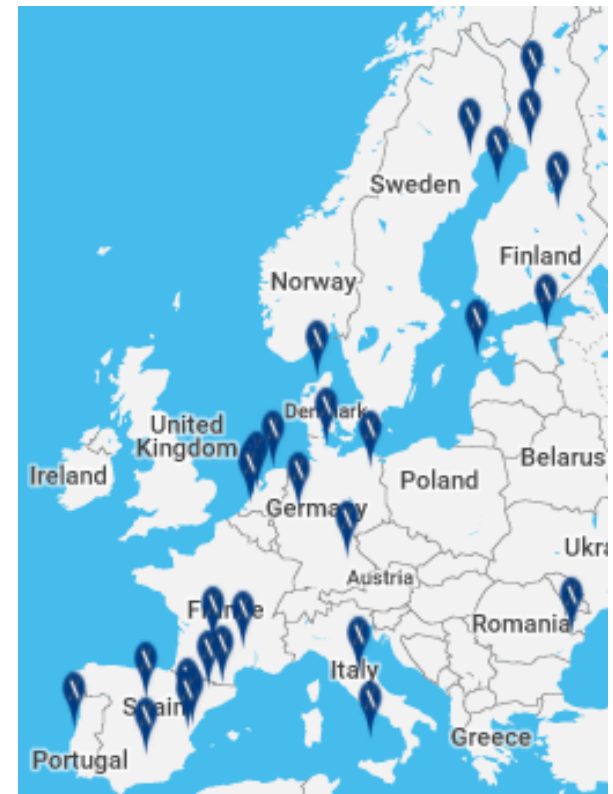 Sweden
Finland
Norway
Denmark
United
Kingdom
Ireland
Belarus
Poland
Germany
Ukra
Austria
France
Romania
Italy
Spain
Greece
Portugal